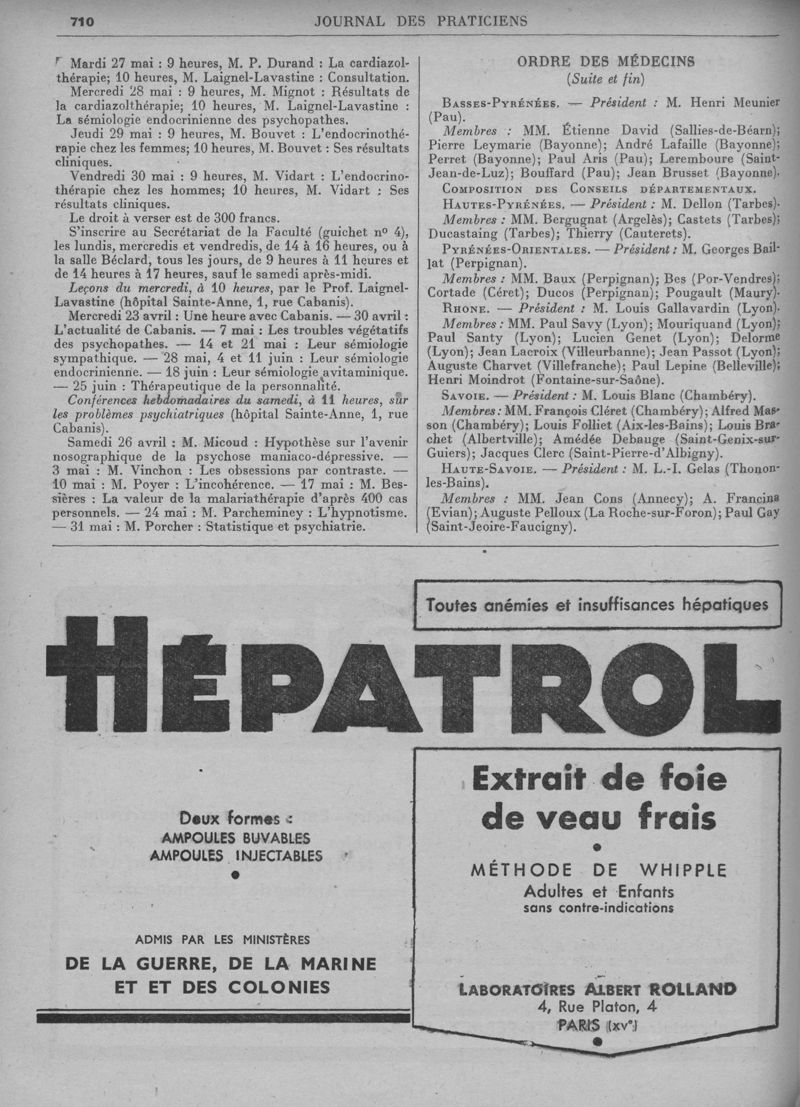 710
JOURNAL DES PRATICIENS
Mardi 27 mai : 9 heures, M. P. Durand : La cardiazol-
thérapie; 10 heures, M. Laignel-Lavastine : Consultation.
Mercredi 28 mai : 9 heures, M. Mignot : Résultats de
la cardiazolthérapie; 10 heures, M. Laignel-Lavastine :
La sémiologie endocrinienne des psychopathes.
Jeudi 29 mai : 9 heures, M. Bouvet : L'endocrinothé-
rapie chez les femmes; 10 heures, M. Bouvet : Ses résultats
cliniques.
Vendredi 30 mai : 9 heures, M. Vidart : L'endocrino-
thérapie chez les hommes; 10 heures, M. Vidart : Ses
résultats cliniques.
Le droit à verser est de 300 francs.
S'inscrire au Secrétariat de la Faculté (guichet nº 4),
les lundis, mercredis et vendredis, de 14 à 16 heures, ou à
la salle Béclard, tous les jours, de 9 heures à 11 heures et
de 14 heures à 17 heures, sauf le samedi après-midi.
Leçons du mercredi, à 10 heures, par le Prof. Laignel-
Lavastine (hôpital Sainte-Anne, 1, rue Cabanis).
Mercredi 23 avril : Une heure avec Cabanis. — 30 avril :
L'actualité de Cabanis. — 7 mai : Les troubles végétatifs
des psychopathes. — 14 et 21 mai : Leur sémiologie
sympathique. — 28 mai, 4 et 11 juin : Leur sémiologie
endocrinienne. — 18 juin : Leur sémiologie avitaminique.
— 25 juin : Thérapeutique de la personnalité.
Conférences hebdomadaires du samedi, à 11 heures, sur
les problèmes psychiatriques (hôpital Sainte-Anne, 1, rue
Cabanis).
Samedi 26 avril : M. Micoud : Hypothèse sur l'avenir
nosographique de la psychose maniaco-dépressive. —
3 mai : M. Vinchon : Les obsessions par contraste. —
10 mai : M. Poyer : L'incohérence. — 17 mai : M. Bes-
sières : La valeur de la malariathérapie d'après 400 cas
personnels. — 24 mai : M. Parcheminey : L'hypnotisme.
— 31 mai : M. Porcher : Statistique et psychiatrie.
ORDRE DES MÉDECINS
(Suite et fin)
BASSES-PYRÉNÉES. — Président : M. Henri Meunier
(Pau).
Membres : MM. Étienne David (Sallies-de-Béarn);
Pierre Leymarie (Bayonne); André Lafaille (Bayonne);
Perret (Bayonne); Paul Aris (Pau); Leremboure (Saint-
Jean-de-Luz); Bouffard (Pau); Jean Brusset (Bayonne).
COMPOSITION DES CONSEILS DÉPARTEMENTAUX.
HAUTES-PYRÉNÉES. — Président : M. Dellon (Tarbes).
Membres : MM. Bergugnat (Argelès); Castets (Tarbes);
Ducastaing (Tarbes); Thierry (Cauterets).
PYRÉNÉES-ORIENTALES. — Président : M. Georges Bail-
lat (Perpignan).
Membres : MM. Baux (Perpignan); Bes (Por-Vendres);
Cortade (Céret); Ducos (Perpignan); Pougault (Maury).
RHONE. — Président : M. Louis Gallavardin (Lyon).
Membres : MM. Paul Savy (Lyon); Mouriquand (Lyon);
Paul Santy (Lyon); Lucien Genet (Lyon); Delorme
(Lyon); Jean Lacroix (Villeurbanne); Jean Passot (Lyon);
Auguste Charvet (Villefranche); Paul Lepine (Belleville);
Henri Moindrot (Fontaine-sur-Saône).
SAVOIE. — Président : M. Louis Blanc (Chambéry).
Membres : MM. François Cléret (Chambéry); Alfred Mas-
son (Chambéry); Louis Folliet (Aix-les-Bains); Louis Bra-
chet (Albertville); Amédée Debauge (Saint-Genix-sur-
Guiers); Jacques Clerc (Saint-Pierre-d'Albigny).
HAUTE-SAVOIE. — Président : M. L.-I. Gelas (Thonon-
les-Bains).
Membres : MM. Jean Cons (Annecy); A. Francina
(Evian); Auguste Pelloux (La Roche-sur-Foron); Paul Gay
(Saint-Jeoire-Faucigny).
Toutes anémies et insuffisances hépatiques
HÉPATROL
Deux formes :
AMPOULES BUVABLES
AMPOULES INJECTABLES
ADMIS PAR LES MINISTÈRES
DE LA GUERRE, DE LA MARINE
ET ET DES COLONIES
Extrait de foie
de veau frais
MÉTHODE DE WHIPPLE
Adultes et Enfants
sans contre-indications
LABORATOIRES ALBERT ROLLAND
4, Rue Platon, 4
PARIS (XVe)